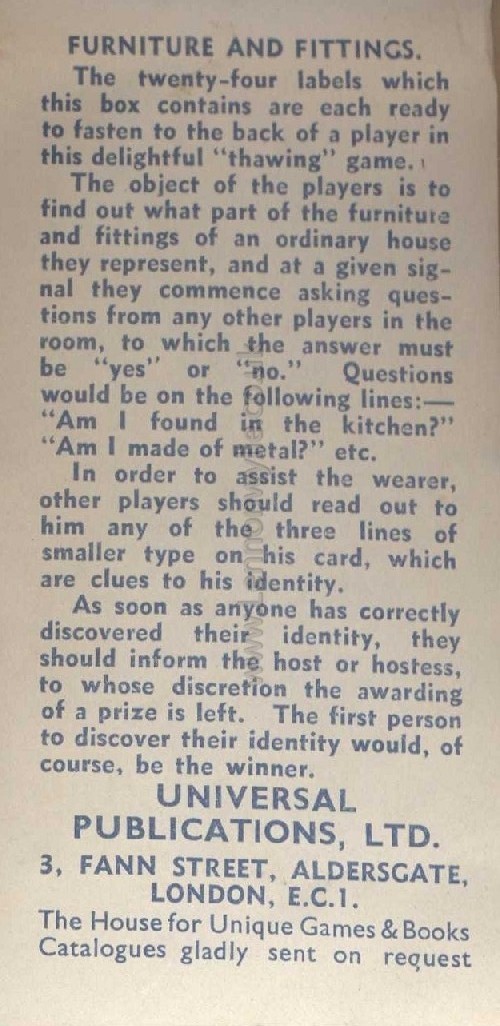 FURNITURE AND FITTINGS.
The twenty-four labels which
this box contains are each ready
to fasten to the back of a player in
this delightful "thawing" game.
The object of the players is to
find out what part of the furniture
and fittings of an ordinary house
they represent, and at a given sig-
nal they commence asking ques-
tions from any other players in the
room, to which the answer must
be "yes" or "no." Questions
would be on the following lines:—
"Am I found in the kitchen?"
"Am I made of metal?" etc.
In order to assist the wearer,
other players should read out to
him any of the three lines of
smaller type on his card, which
are clues to his identity.
As soon as anyone has correctly
discovered their identity, they
should inform the host or hostess,
to whose discretion the awarding
of a prize is left. The first person
to discover their identity would, of
course, be the winner.
UNIVERSAL
PUBLICATIONS, LTD.
3, FANN STREET, ALDERSGATE,
LONDON, E.C.1.
The House for Unique Games & Books
Catalogues gladly sent on request